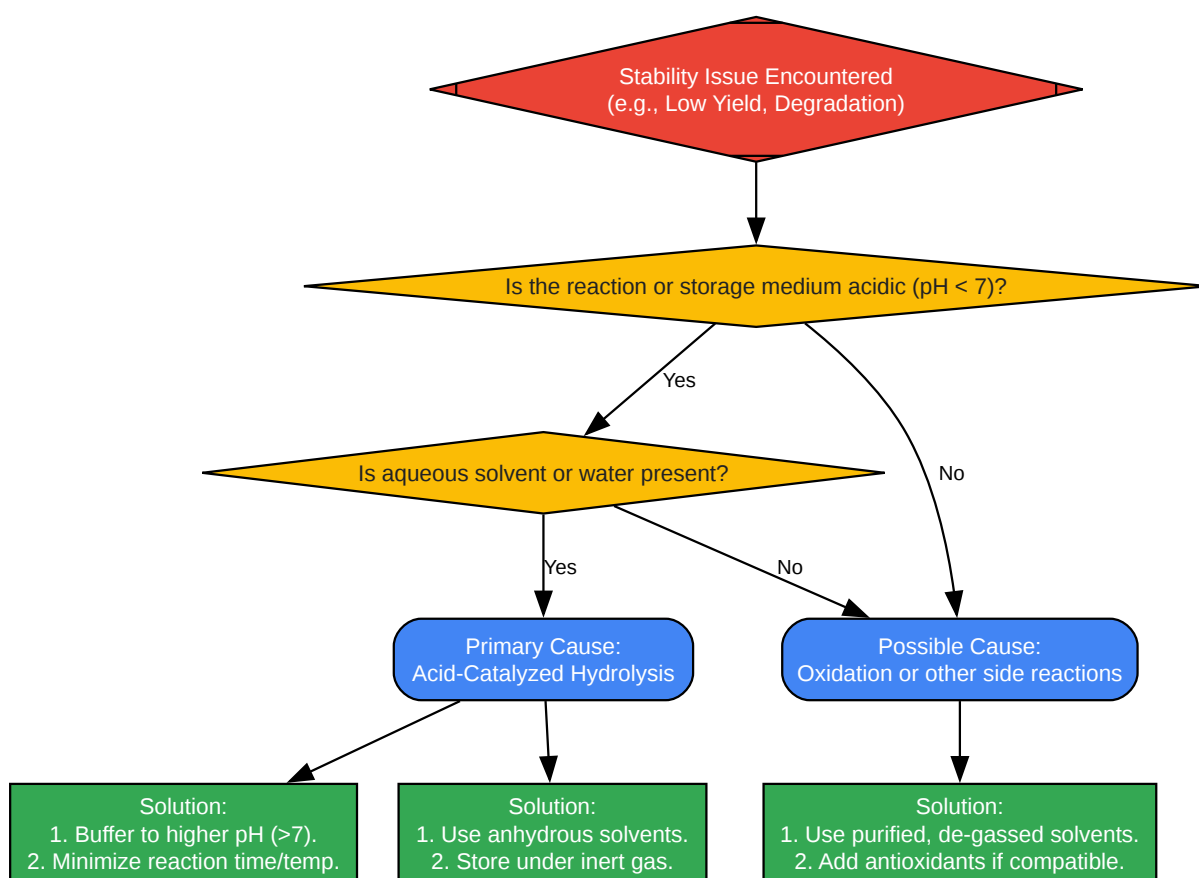 Stability Issue Encountered
(e.g., Low Yield, Degradation)
Is the reaction or storage medium acidic (pH < 7)?
Yes
No
Is aqueous solvent or water present?
Yes
No
Primary Cause:
Acid-Catalyzed Hydrolysis
Possible Cause:
Oxidation or other side reactions
Solution:
1. Buffer to higher pH (>7).
2. Minimize reaction time/temp.
Solution:
1. Use anhydrous solvents.
2. Store under inert gas.
Solution:
1. Use purified, de-gassed solvents.
2. Add antioxidants if compatible.